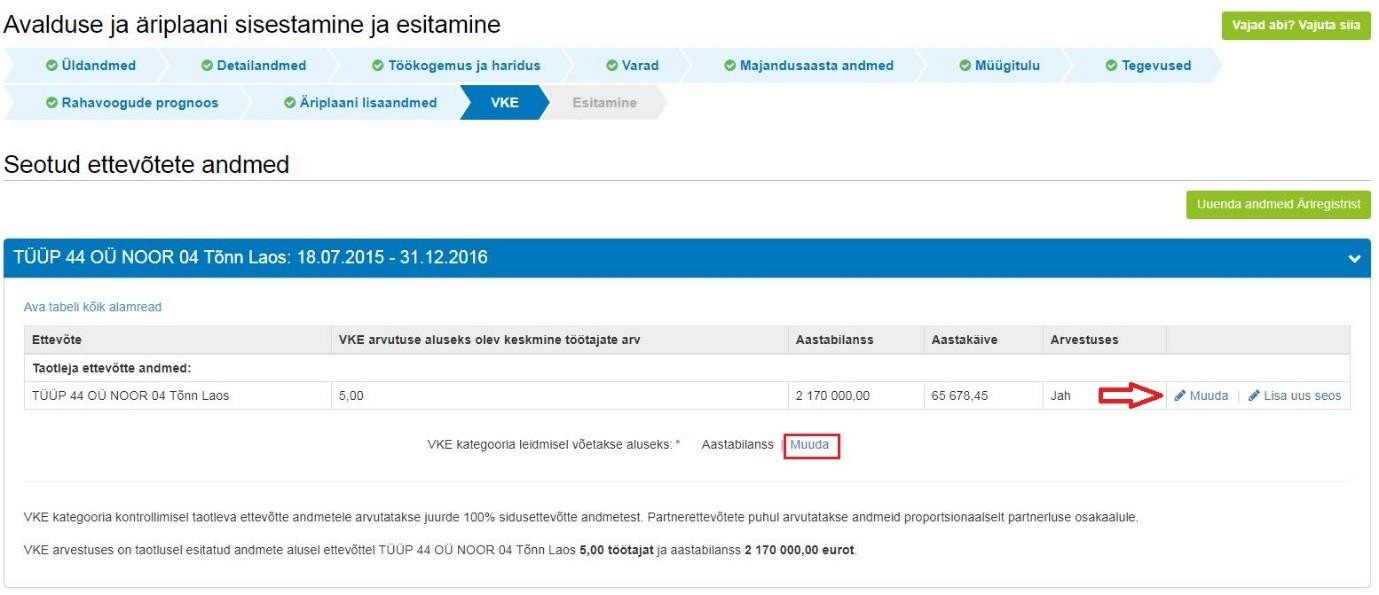 Avalduse ja äriplaani sisestamine ja esitamine
Vajad abi? Vajuta siia
Üldandmed Detailandmed Töökogemus ja haridus Varad Majandusaasta andmed Müügitulu Tegevused
Rahavoogude prognoos Äriplaani lisaandmed VKE Esitamine
Seotud ettevõtete andmed
Uuenda andmeid Äriregistrist
TÜÜP 44 OÜ NOOR 04 Tõnn Laos: 18.07.2015 - 31.12.2016
Ava tabeli kõik alamread
Ettevõte VKE arvutuse aluseks olev keskmine töötajate arv Aastabilanss Aastakäive Arvestuses
Taotleja ettevõtte andmed:
TÜÜP 44 OÜ NOOR 04 Tõnn Laos 5,00 2 170 000,00 65 678,45 Jah Muuda | Lisa uus seos
VKE kategooria leidmisel võetakse aluseks: * Aastabilanss | Muuda
VKE kategooria kontrollimisel taotleva ettevõtte andmetele arvutatakse juurde 100% sidusettevõtte andmetest. Partnerettevõtete puhul arvutatakse andmeid proportsionaalselt partnerluse osakaalule.
VKE arvestuses on taotlusel esitatud andmete alusel ettevõttel TÜÜP 44 OÜ NOOR 04 Tõnn Laos 5,00 töötajat ja aastabilanss 2 170 000,00 eurot.